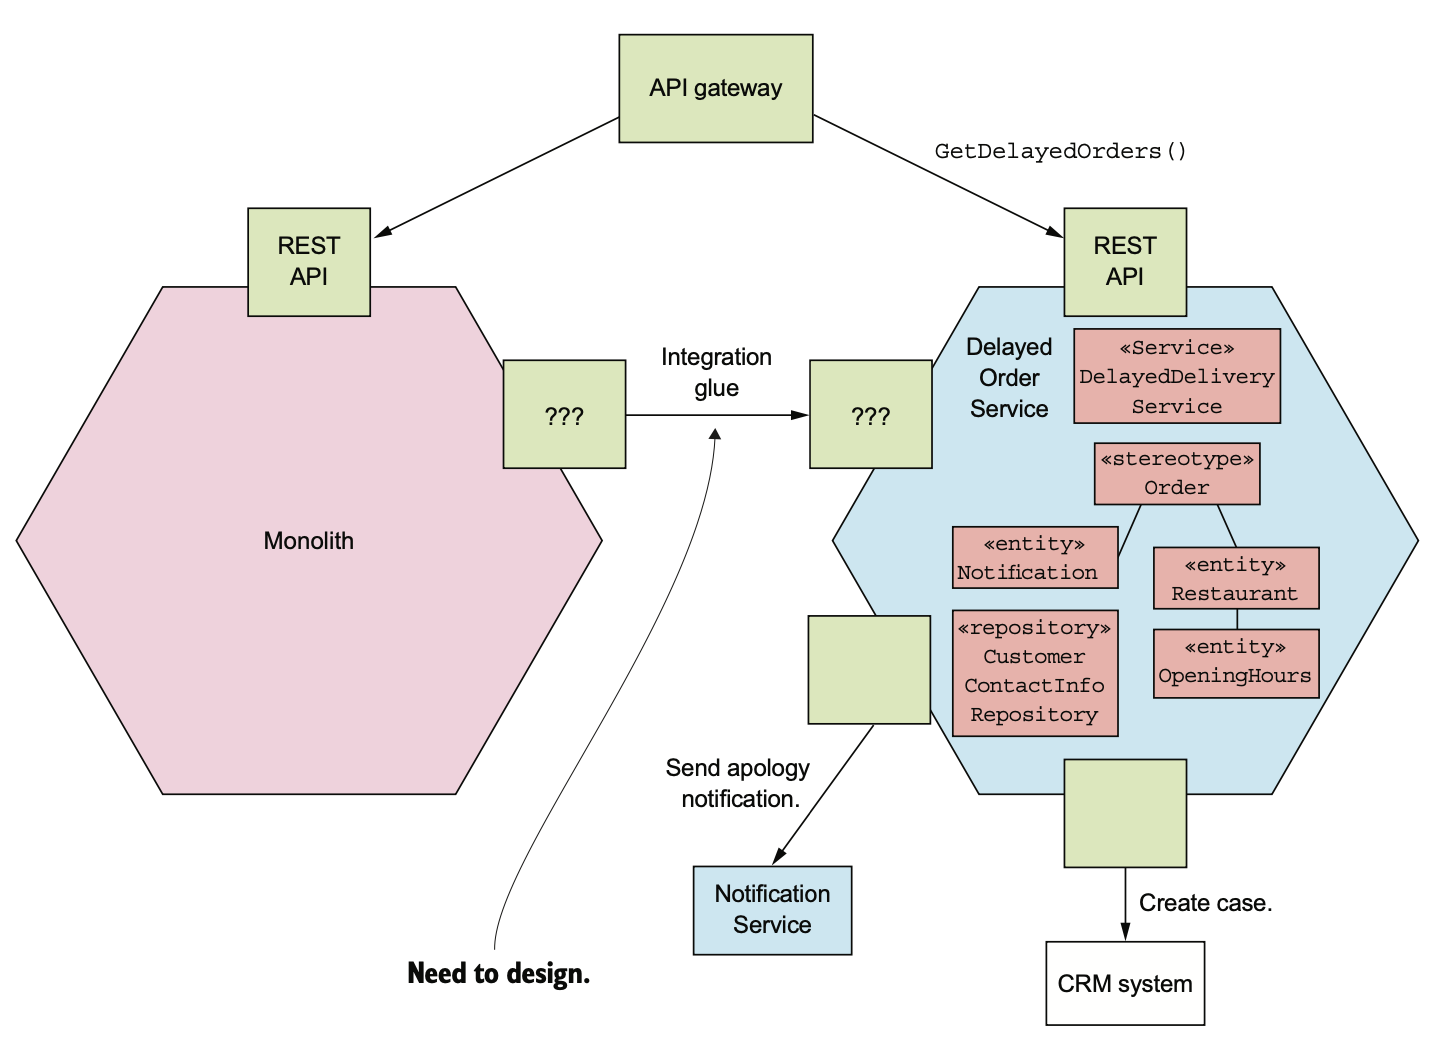 API gateway
GetDelayedOrders()
REST
API
REST
API
Integration
glue
???
???
Monolith
Delayed
Order
Service
«Service»
DelayedDelivery
Service
«stereotype»
Order
«entity»
Notification
«entity»
Restaurant
«repository»
Customer
ContactInfo
Repository
«entity»
OpeningHours
Send apology
notification.
Notification
Service
Create case.
CRM system
Need to design.